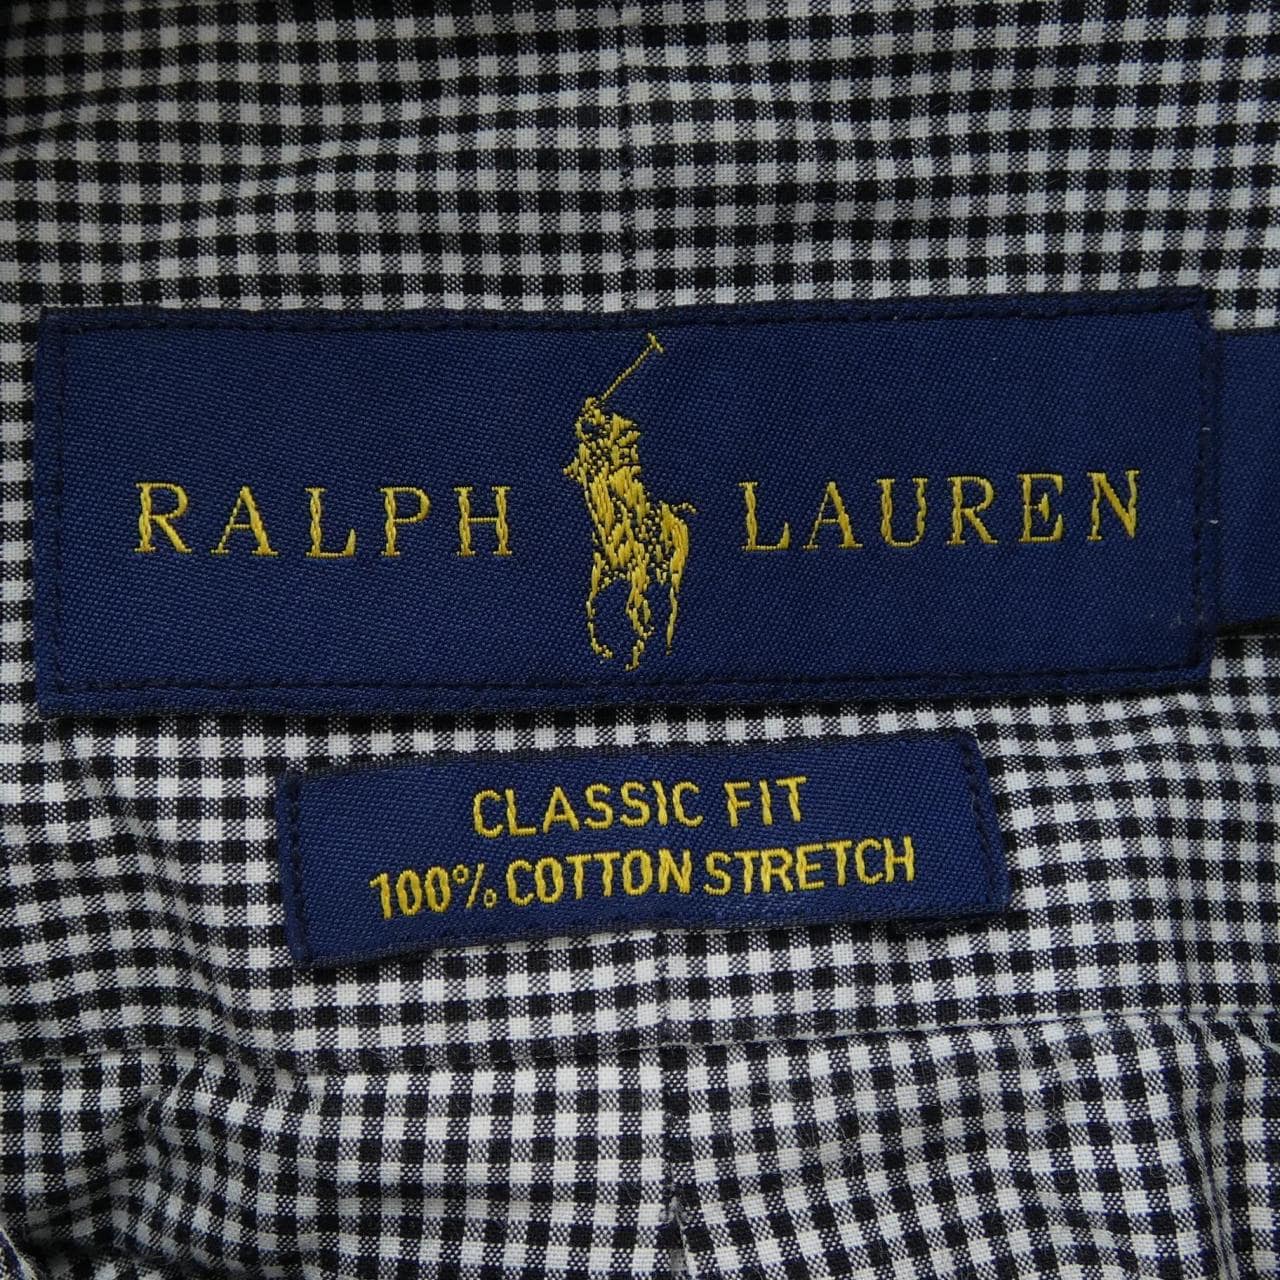 RALPH LAUREN
CLASSIC FIT
100% COTTON STRETCH